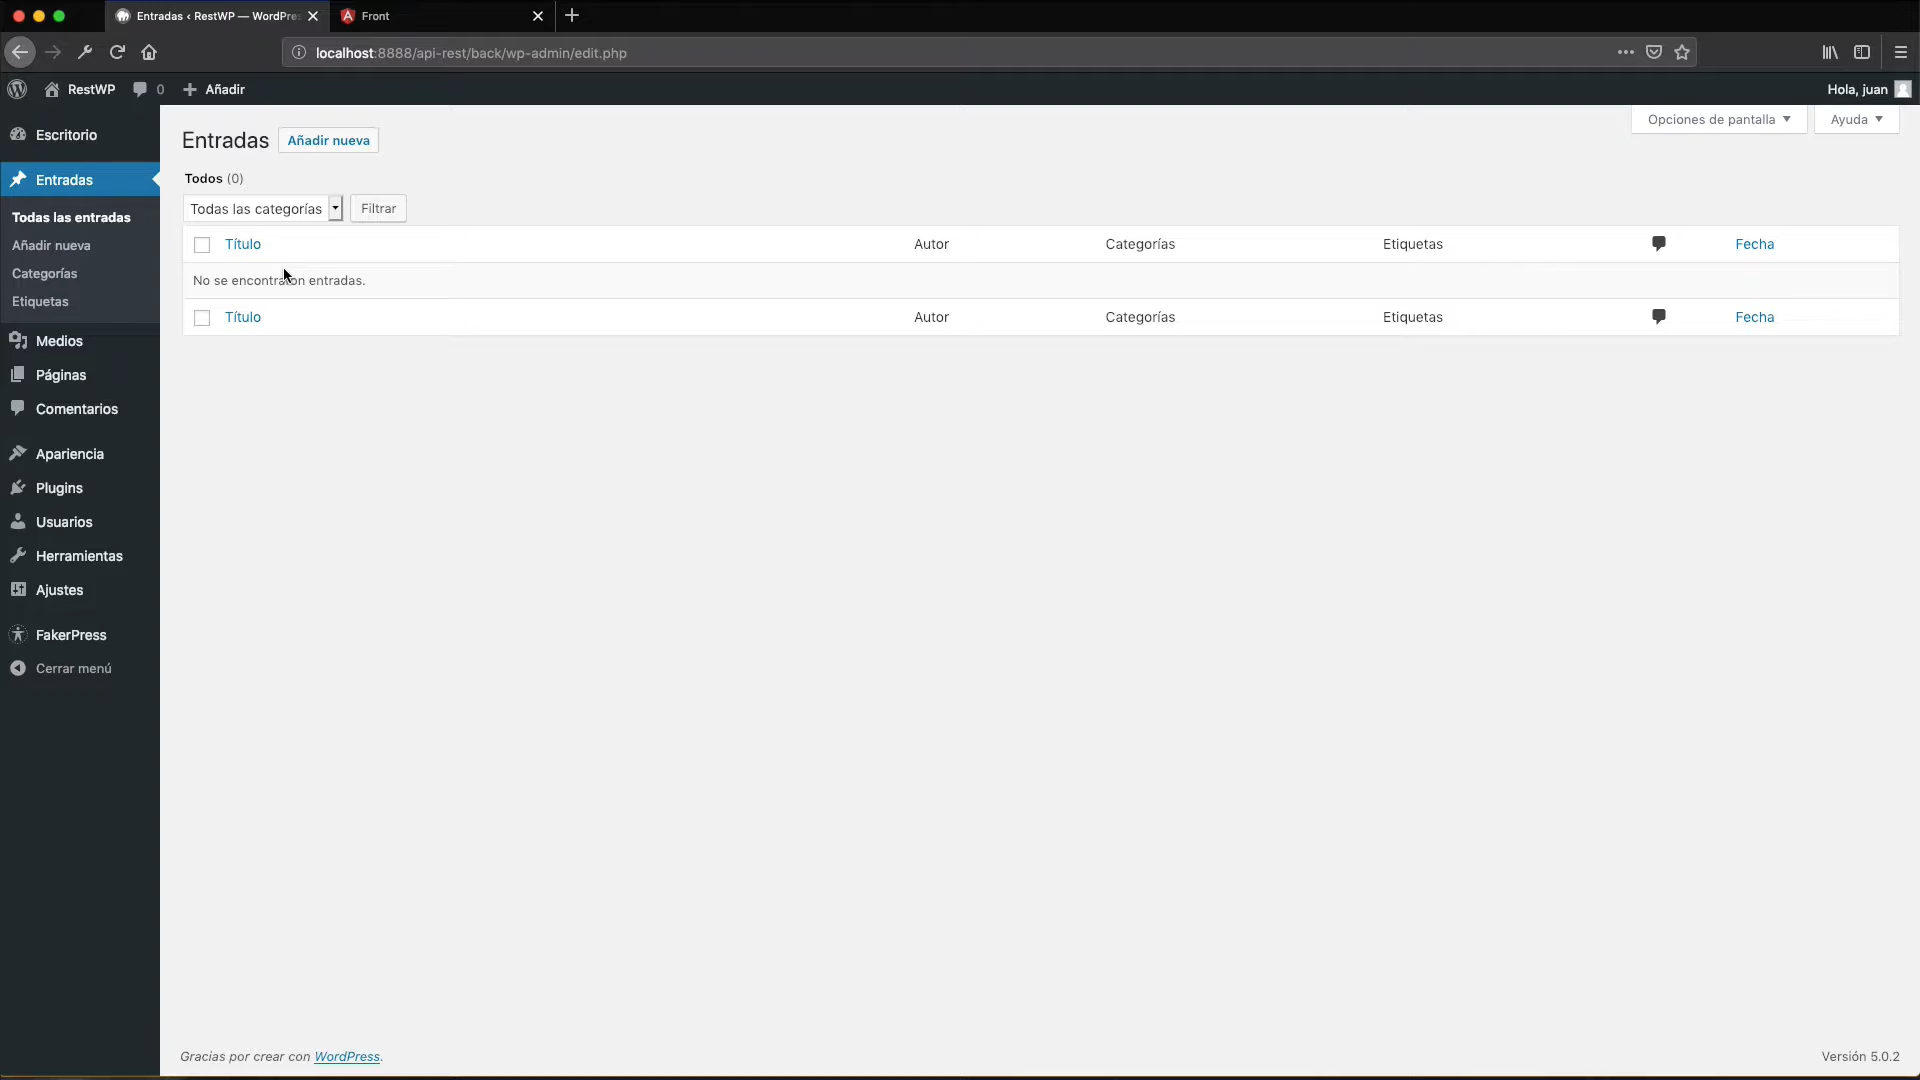 Entradas ‹ RestWP — WordPre
Front
localhost:8888/api-rest/back/wp-admin/edit.php
RestWP 0 Añadir
Hola, juan
Escritorio
Entradas
Todas las entradas
Añadir nueva
Categorías
Etiquetas
Medios
Páginas
Comentarios
Apariencia
Plugins
Usuarios
Herramientas
Ajustes
FakerPress
Cerrar menú
Opciones de pantalla
Ayuda
Entradas Añadir nueva
Todos (0)
Todas las categorías Filtrar
Título Autor Categorías Etiquetas Fecha
No se encontraron entradas.
Título Autor Categorías Etiquetas Fecha
Gracias por crear con WordPress.
Versión 5.0.2